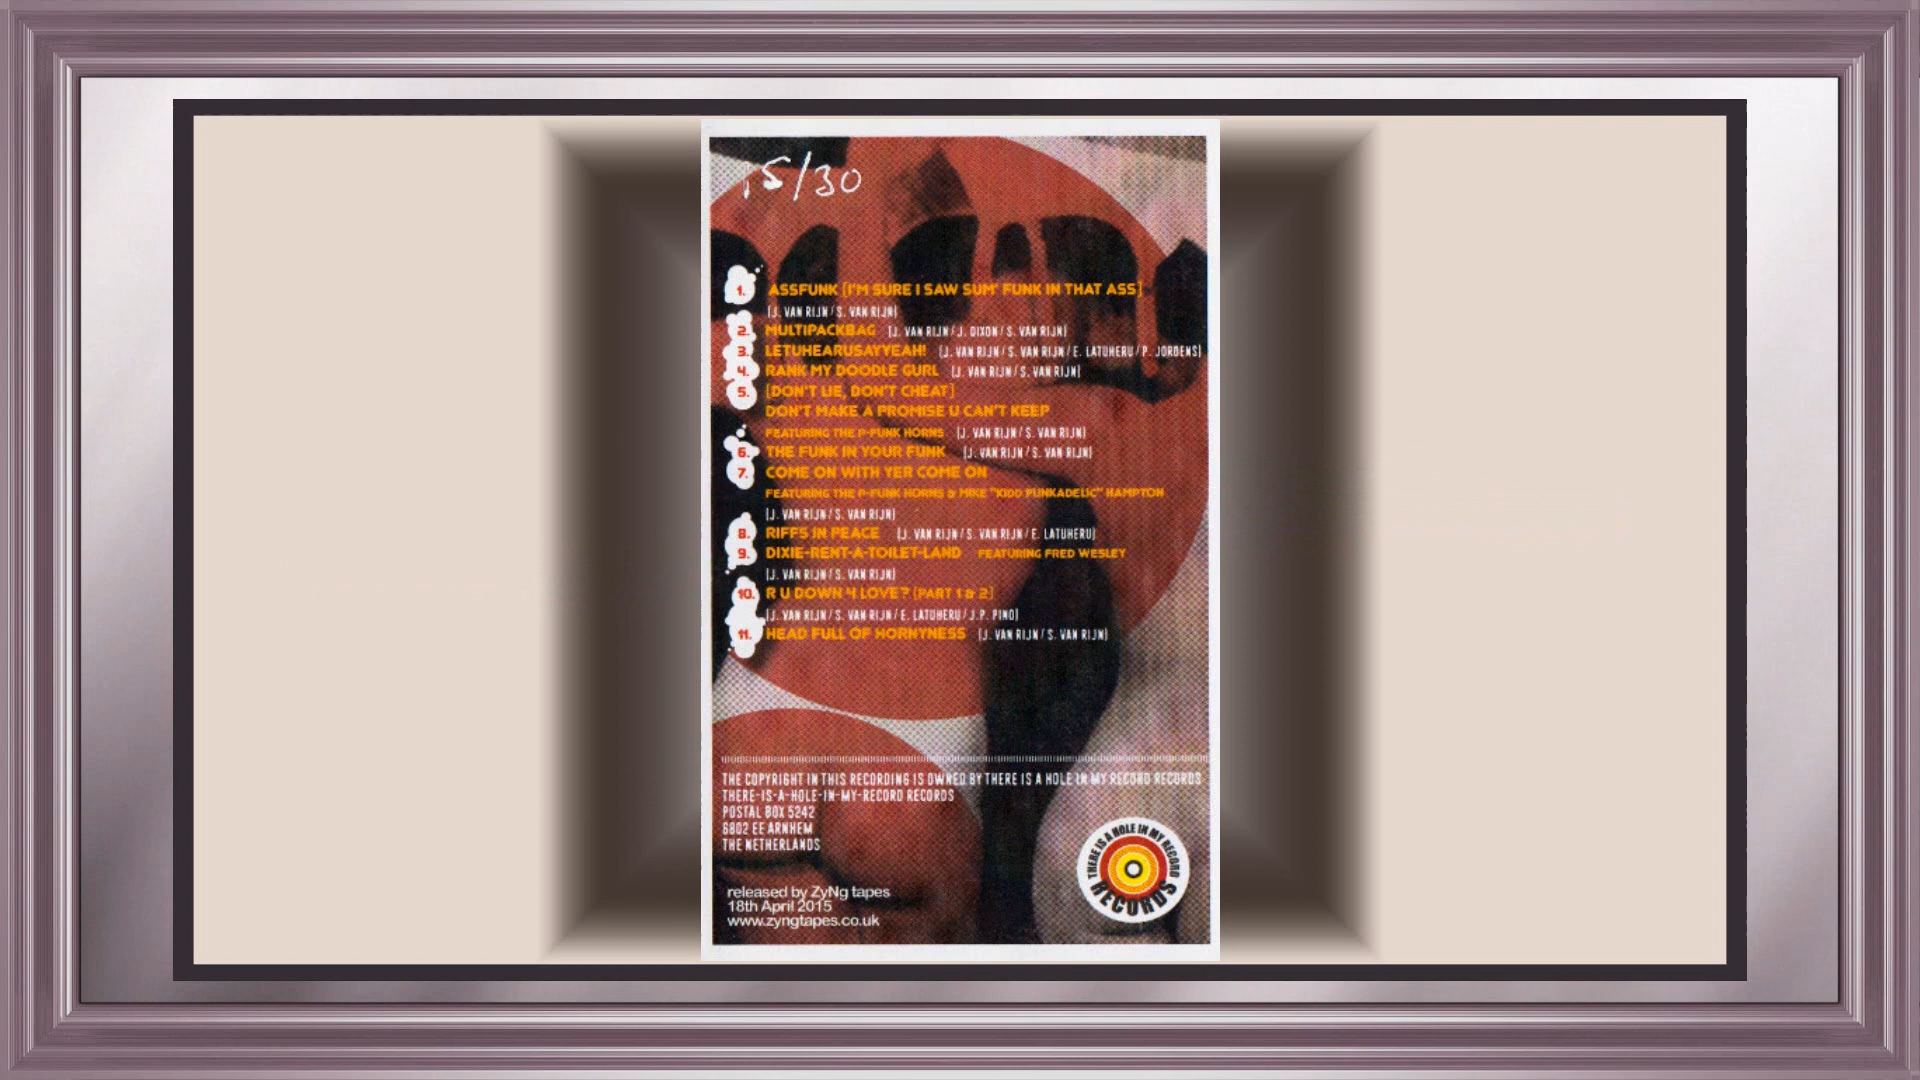 15/30
1. ASSFUNK [I'M SURE I SAW SUM' FUNK IN THAT ASS]
[J. VAN RIJN / S. VAN RIJN]
2. MULTIPACKBAG [J. VAN RIJN / J. DIXON / S. VAN RIJN]
3. LETUHEARUSAYYEAH! [J. VAN RIJN / S. VAN RIJN / E. LATUHERU / P. JORDENS]
4. RANK MY DOODLE GURL [J. VAN RIJN / S. VAN RIJN]
5. [DON'T LIE, DON'T CHEAT]
DON'T MAKE A PROMISE U CAN'T KEEP
FEATURING THE P-FUNK HORNS [J. VAN RIJN / S. VAN RIJN]
6. THE FUNK IN YOUR FUNK [J. VAN RIJN / S. VAN RIJN]
7. COME ON WITH YER COME ON
FEATURING THE P-FUNK HORNS & MIKE "KIDD FUNKADELIC" HAMPTON
[J. VAN RIJN / S. VAN RIJN]
8. RIFFS IN PEACE [J. VAN RIJN / S. VAN RIJN / E. LATUHERU]
9. DIXIE-RENT-A-TOILET-LAND FEATURING FRED WESLEY
[J. VAN RIJN / S. VAN RIJN]
10. R U DOWN 4 LOVE? [PART 1 & 2]
[J. VAN RIJN / S. VAN RIJN / E. LATUHERU / J.P. PINO]
11. HEAD FULL OF HORNYNESS [J. VAN RIJN / S. VAN RIJN]
THE COPYRIGHT IN THIS RECORDING IS OWNED BY THERE IS A HOLE IN MY RECORD RECORDS
THERE-IS-A-HOLE-IN-MY-RECORD RECORDS
POSTAL BOX 5242
6802 EE ARNHEM
THE NETHERLANDS
THERE IS A HOLE IN MY RECORD
RECORDS
released by ZyNg tapes
18th April 2015
www.zyngtapes.co.uk